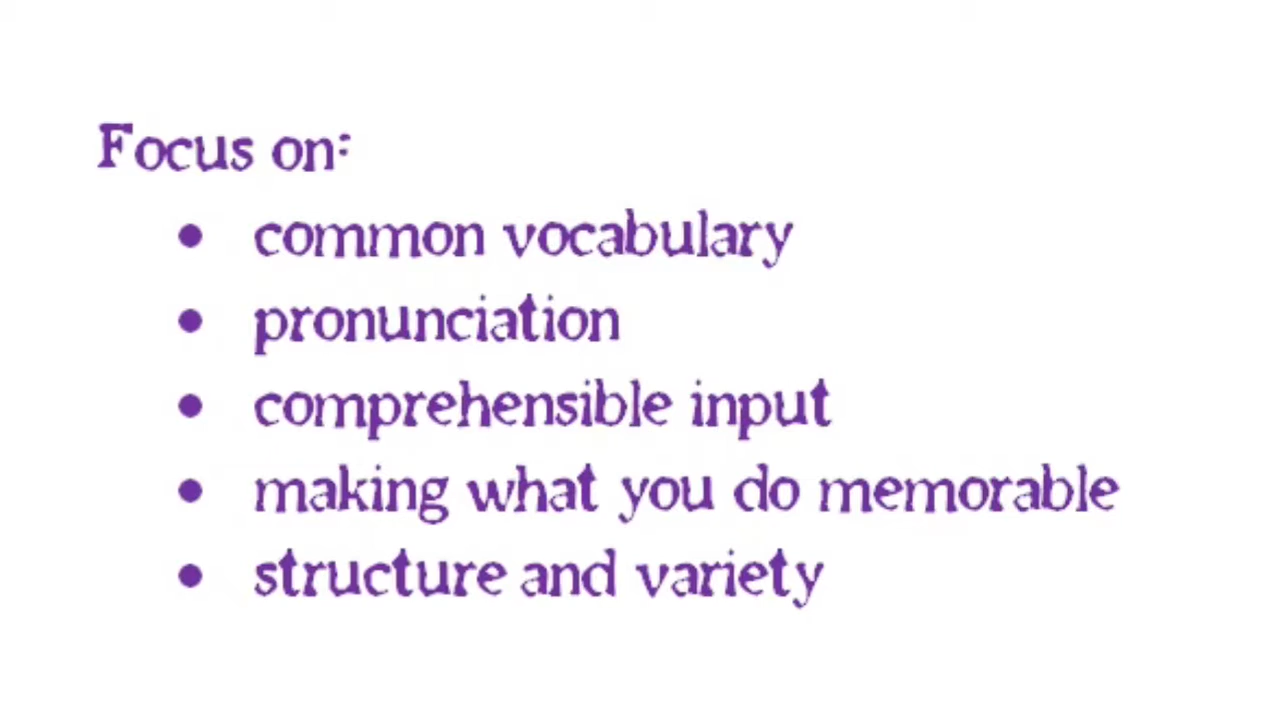 Focus on:
• common vocabulary
• pronunciation
• comprehensible input
• making what you do memorable
• structure and variety